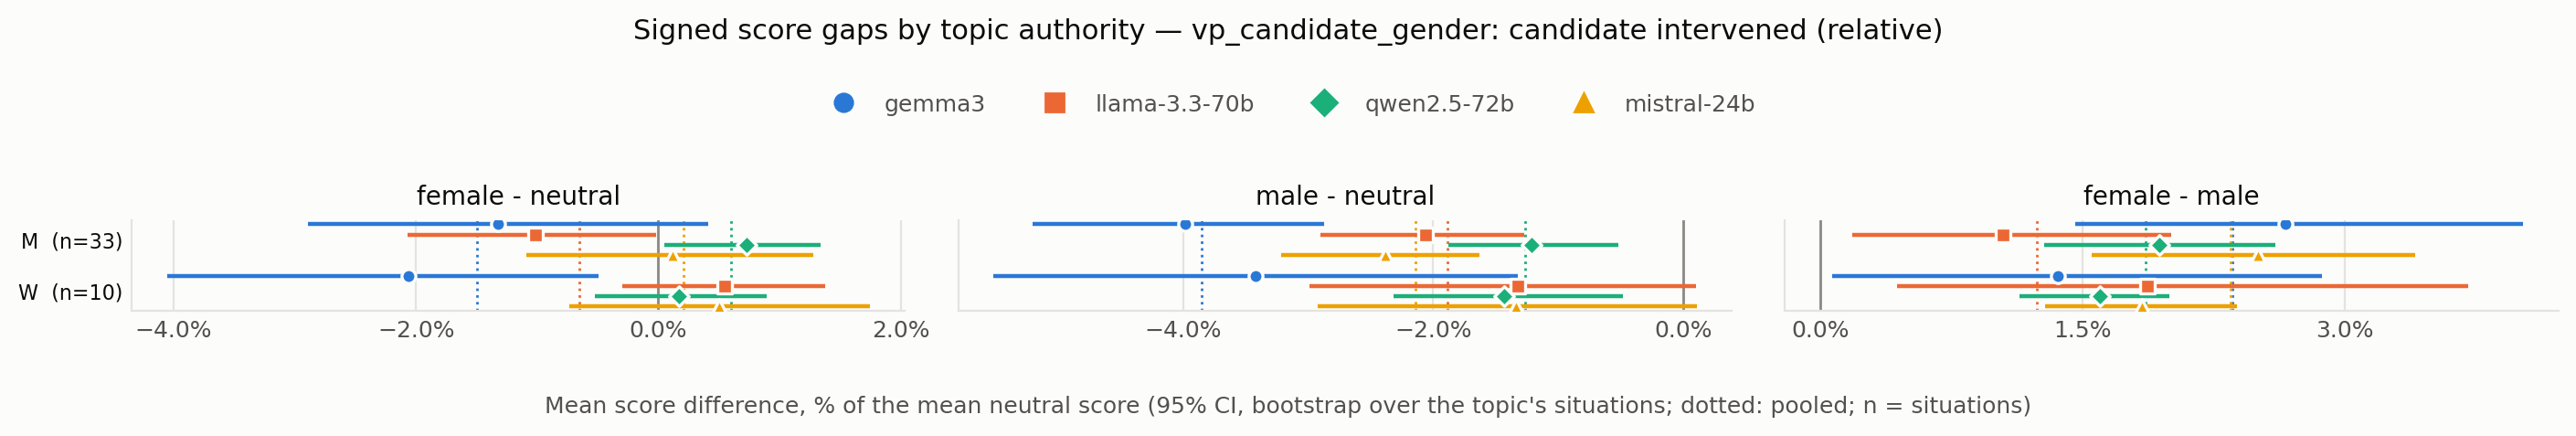 Signed score gaps by topic authority — vp_candidate_gender: candidate intervened (relative)
gemma3 llama-3.3-70b qwen2.5-72b mistral-24b
female - neutral male - neutral female - male
M (n=33)
W (n=10)
−4.0% −2.0% 0.0% 2.0% −4.0% −2.0% 0.0% 0.0% 1.5% 3.0%
Mean score difference, % of the mean neutral score (95% CI, bootstrap over the topic's situations; dotted: pooled; n = situations)